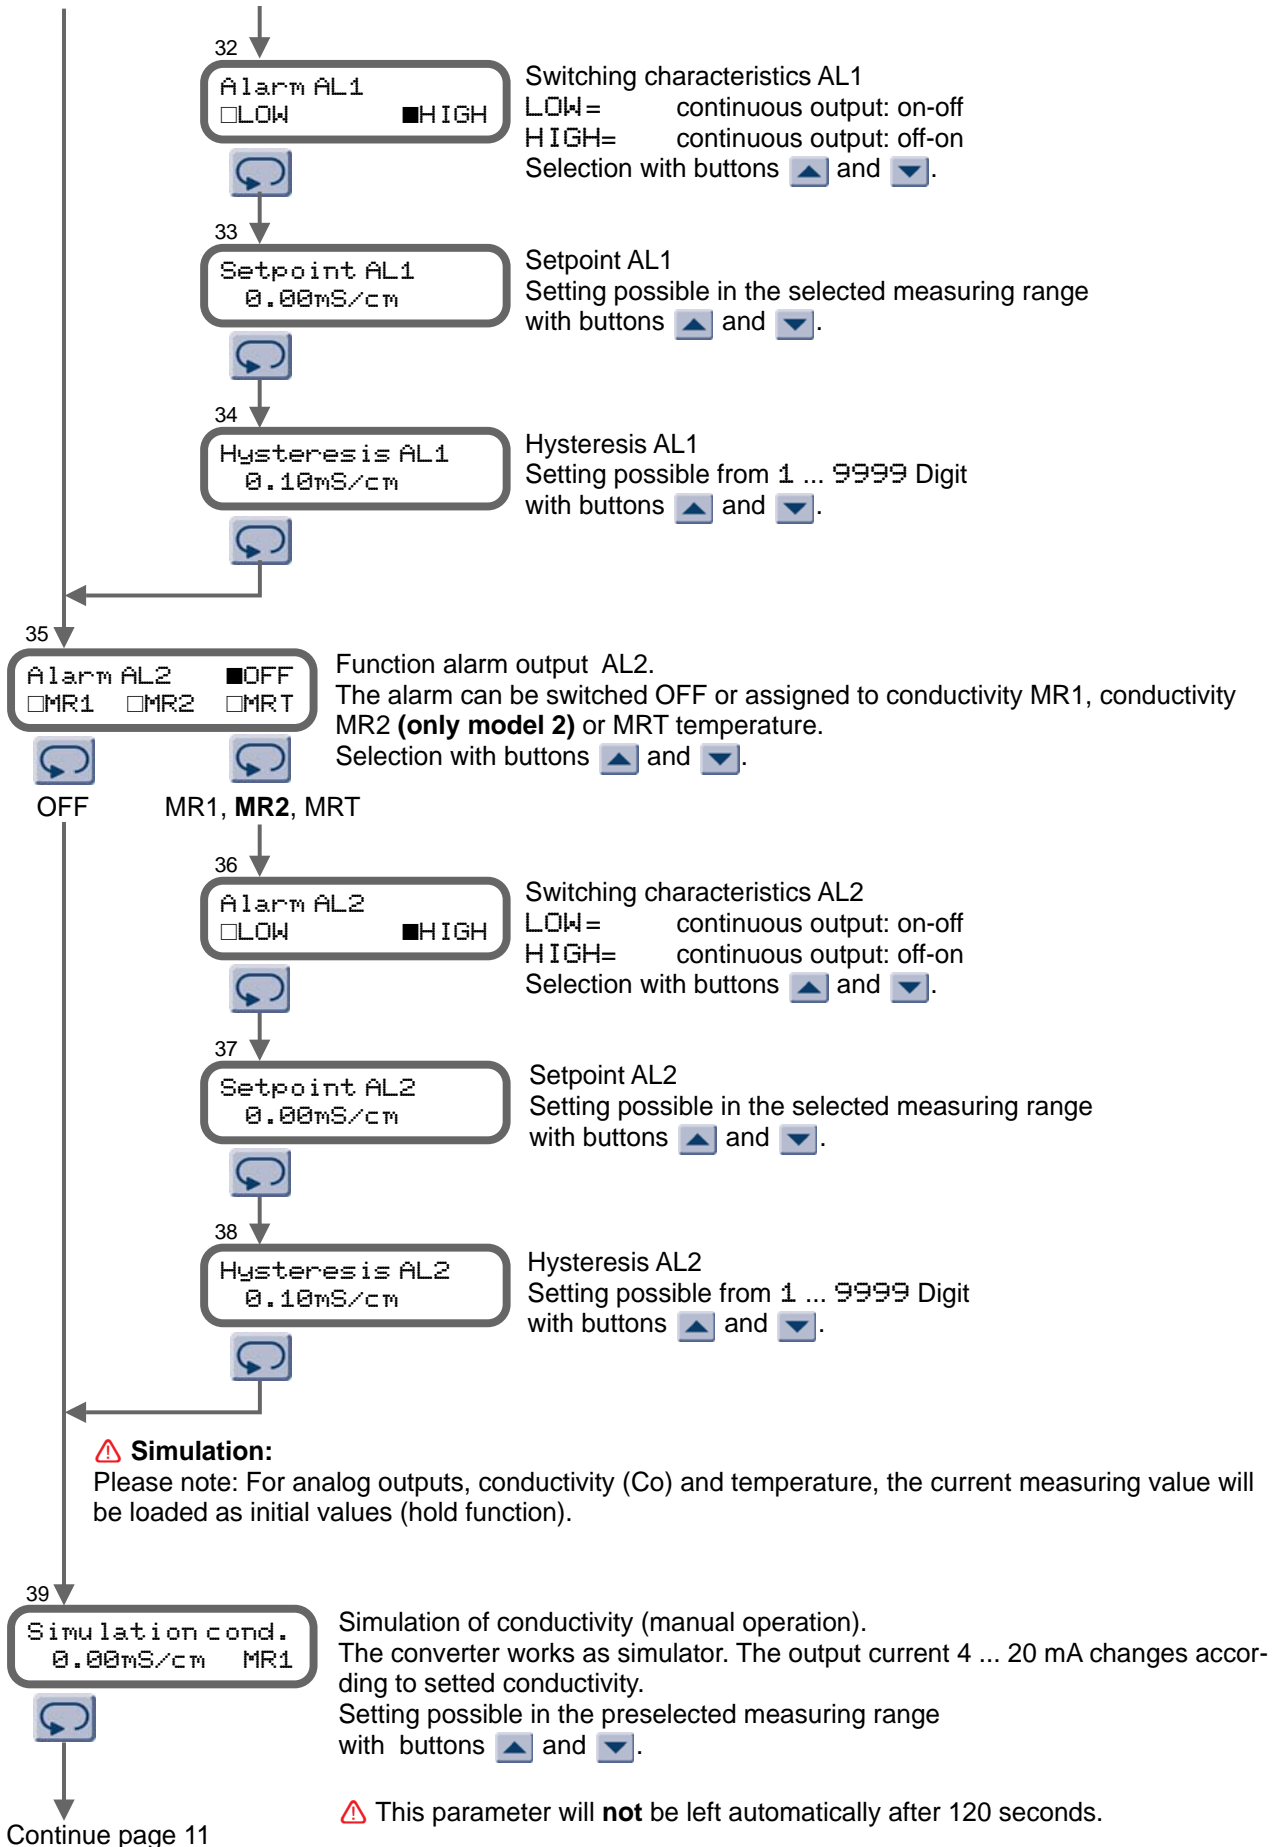 32
Alarm AL1
□LOW ■HIGH
Switching characteristics AL1
LOW= continuous output: on-off
HIGH= continuous output: off-on
Selection with buttons and .
33
Setpoint AL1
0.00mS/cm
Setpoint AL1
Setting possible in the selected measuring range
with buttons and .
34
Hysteresis AL1
0.10mS/cm
Hysteresis AL1
Setting possible from 1 ... 9999 Digit
with buttons and .
35
Alarm AL2 ■OFF
□MR1 □MR2 □MRT
Function alarm output AL2.
The alarm can be switched OFF or assigned to conductivity MR1, conductivity
MR2 (only model 2) or MRT temperature.
Selection with buttons and .
OFF MR1, MR2, MRT
36
Alarm AL2
□LOW ■HIGH
Switching characteristics AL2
LOW= continuous output: on-off
HIGH= continuous output: off-on
Selection with buttons and .
37
Setpoint AL2
0.00mS/cm
Setpoint AL2
Setting possible in the selected measuring range
with buttons and .
38
Hysteresis AL2
0.10mS/cm
Hysteresis AL2
Setting possible from 1 ... 9999 Digit
with buttons and .
Simulation:
Please note: For analog outputs, conductivity (Co) and temperature, the current measuring value will
be loaded as initial values (hold function).
39
Simulation cond.
0.00mS/cm MR1
Simulation of conductivity (manual operation).
The converter works as simulator. The output current 4 ... 20 mA changes accor-
ding to setted conductivity.
Setting possible in the preselected measuring range
with buttons and .
This parameter will not be left automatically after 120 seconds.
Continue page 11